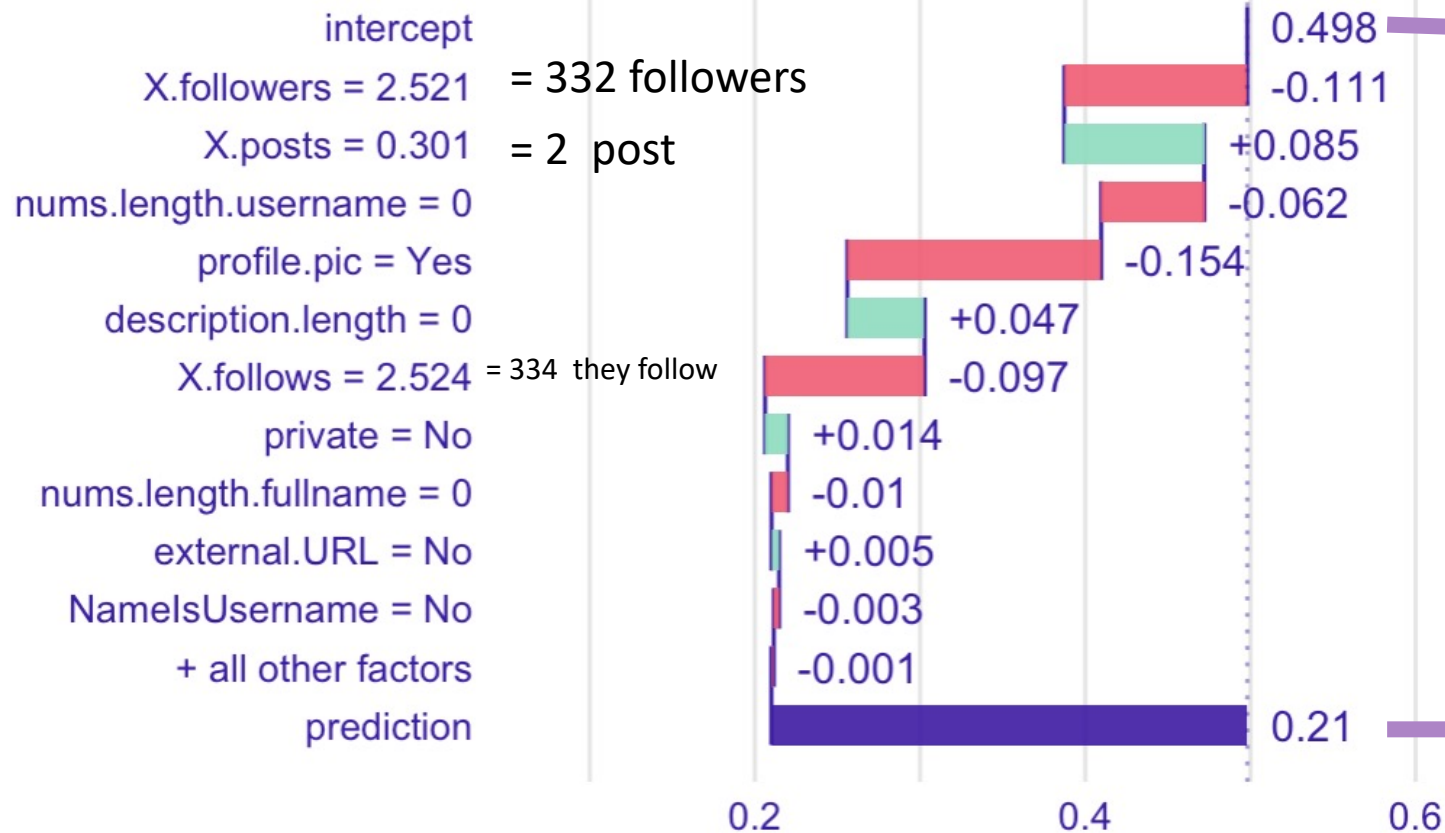 intercept 0.498
X.followers = 2.521 = 332 followers -0.111
X.posts = 0.301 = 2 post +0.085
nums.length.username = 0 -0.062
profile.pic = Yes -0.154
description.length = 0 +0.047
X.follows = 2.524 = 334 they follow -0.097
private = No +0.014
nums.length.fullname = 0 -0.01
external.URL = No +0.005
NameIsUsername = No -0.003
+ all other factors -0.001
prediction 0.21
0.2 0.4 0.6